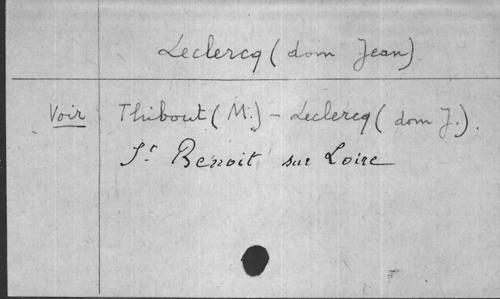 Leclercq (dom Jean)
Voir Thibout (M.) - Leclercq (dom J.).
St Benoit sur Loire